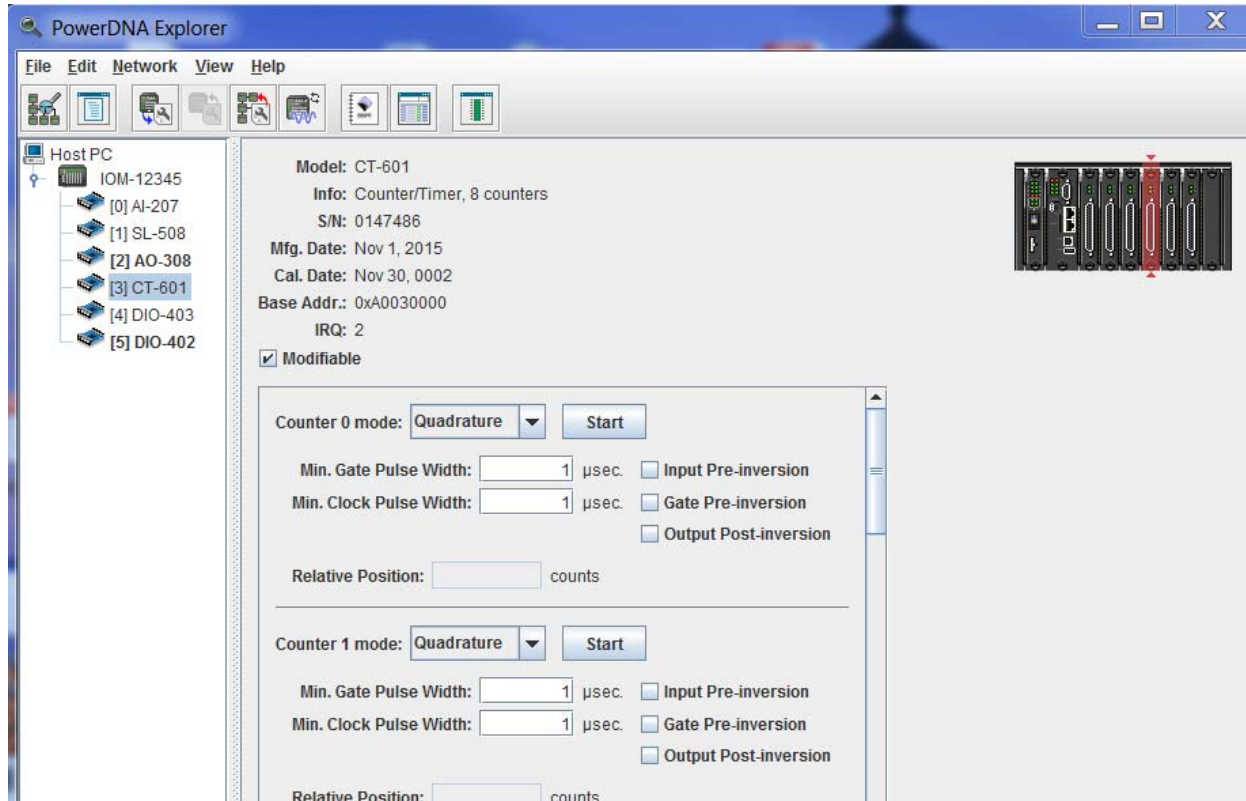 PowerDNA Explorer
File Edit Network View Help
Host PC
IOM-12345
[0] AI-207
[1] SL-508
[2] AO-308
[3] CT-601
[4] DIO-403
[5] DIO-402
Model: CT-601
Info: Counter/Timer, 8 counters
S/N: 0147486
Mfg. Date: Nov 1, 2015
Cal. Date: Nov 30, 0002
Base Addr.: 0xA0030000
IRQ: 2
Modifiable
Counter 0 mode: Quadrature Start
Min. Gate Pulse Width: 1 μsec. Input Pre-inversion
Min. Clock Pulse Width: 1 μsec. Gate Pre-inversion
Output Post-inversion
Relative Position: counts
Counter 1 mode: Quadrature Start
Min. Gate Pulse Width: 1 μsec. Input Pre-inversion
Min. Clock Pulse Width: 1 μsec. Gate Pre-inversion
Output Post-inversion
Relative Position: counts